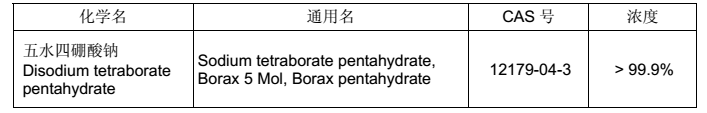 化学名 通用名 CAS 号 浓度
五水四硼酸钠
Disodium tetraborate
pentahydrate
Sodium tetraborate pentahydrate,
Borax 5 Mol, Borax pentahydrate
12179-04-3
> 99.9%